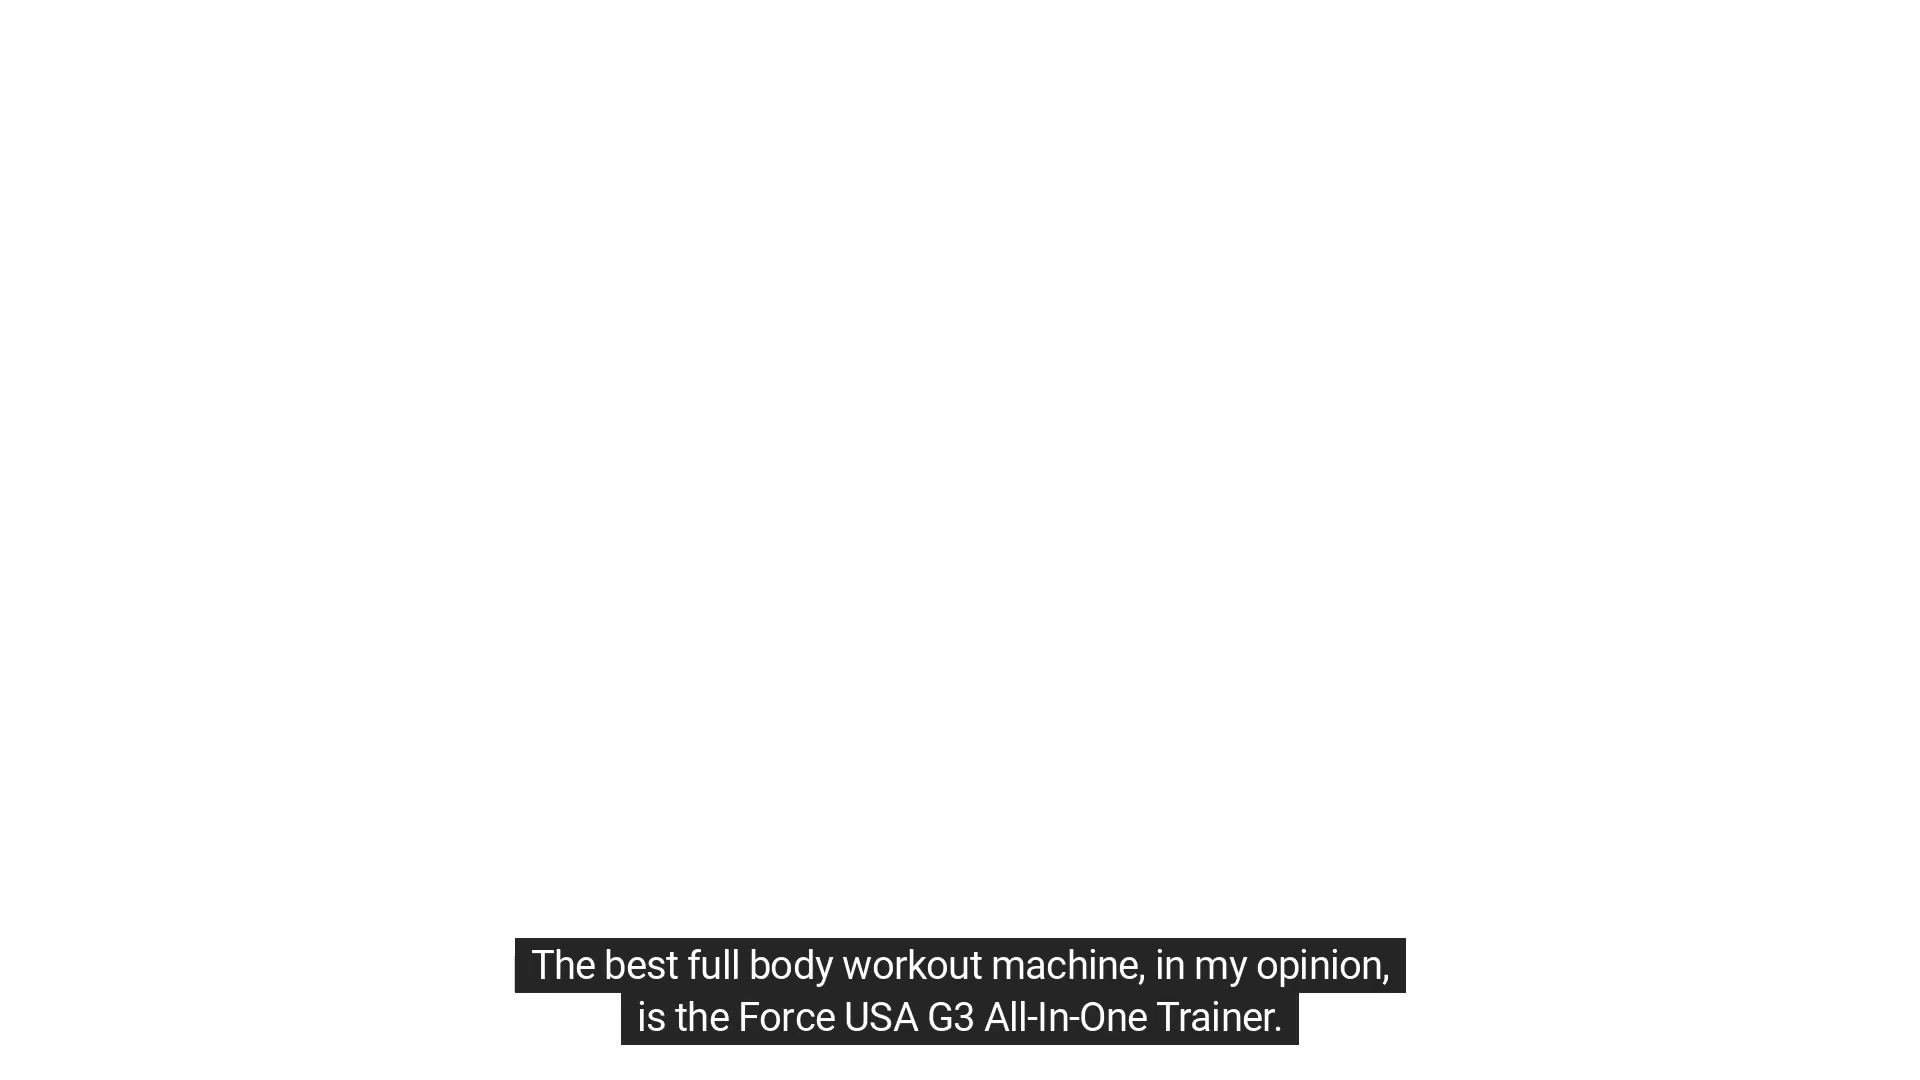 The best full body workout machine, in my opinion,
is the Force USA G3 All-In-One Trainer.